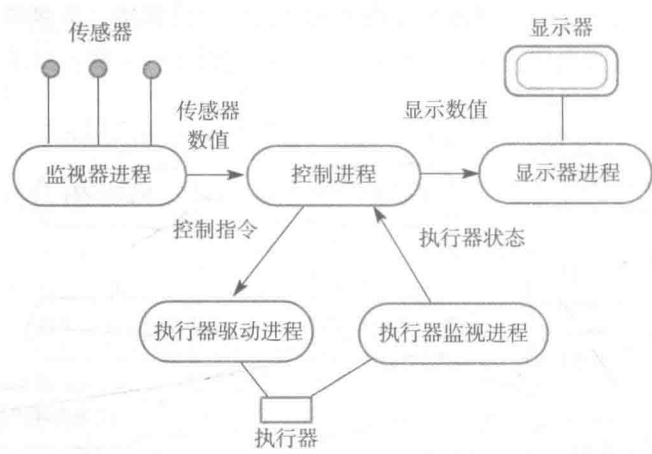 传感器
显示器
传感器
数值
显示数值
监视器进程
控制进程
显示器进程
控制指令
执行器状态
执行器驱动进程
执行器监视进程
执行器